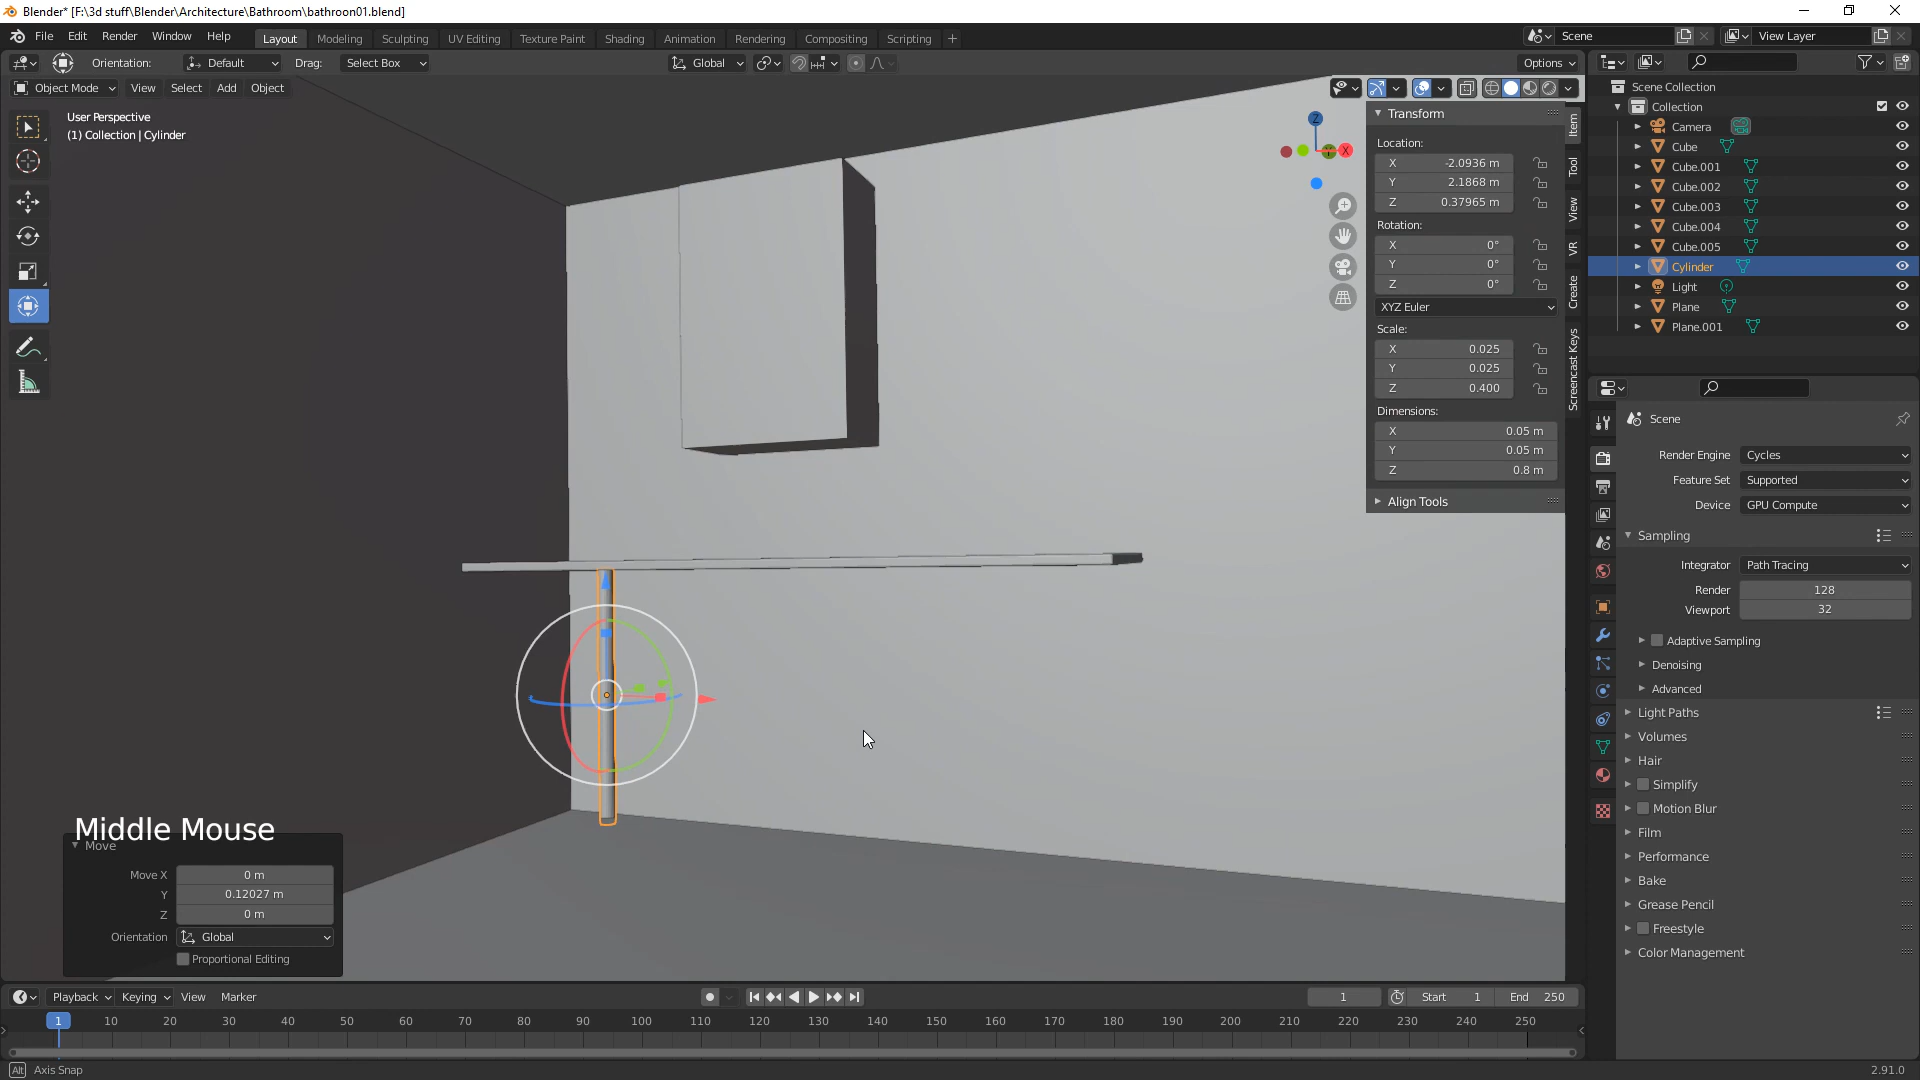 Blender* [F:\3d stuff\Blender\Architecture\Bathroom\bathroon01.blend]
File Edit Render Window Help
Layout Modeling Sculpting UV Editing Texture Paint Shading Animation Rendering Compositing Scripting +
Scene
View Layer
Orientation: Default Drag: Select Box
Global
Options
Object Mode View Select Add Object
User Perspective
(1) Collection | Cylinder
Z
X
Transform
Location:
X -2.0936 m
Y 2.1868 m
Z 0.37965 m
Rotation:
X 0°
Y 0°
Z 0°
XYZ Euler
Scale:
X 0.025
Y 0.025
Z 0.400
Dimensions:
X 0.05 m
Y 0.05 m
Z 0.8 m
Align Tools
Item
Tool
View
VR
Create
Screencast Keys
Scene Collection
Collection
Camera
Cube
Cube.001
Cube.002
Cube.003
Cube.004
Cube.005
Cylinder
Light
Plane
Plane.001
Scene
Render Engine Cycles
Feature Set Supported
Device GPU Compute
Sampling
Integrator Path Tracing
Render 128
Viewport 32
Adaptive Sampling
Denoising
Advanced
Light Paths
Volumes
Hair
Simplify
Motion Blur
Film
Performance
Bake
Grease Pencil
Freestyle
Color Management
Middle Mouse
Move
Move X 0 m
Y 0.12027 m
Z 0 m
Orientation Global
Proportional Editing
Playback Keying View Marker
1 Start 1 End 250
1 10 20 30 40 50 60 70 80 90 100 110 120 130 140 150 160 170 180 190 200 210 220 230 240 250
Alt Axis Snap
2.91.0